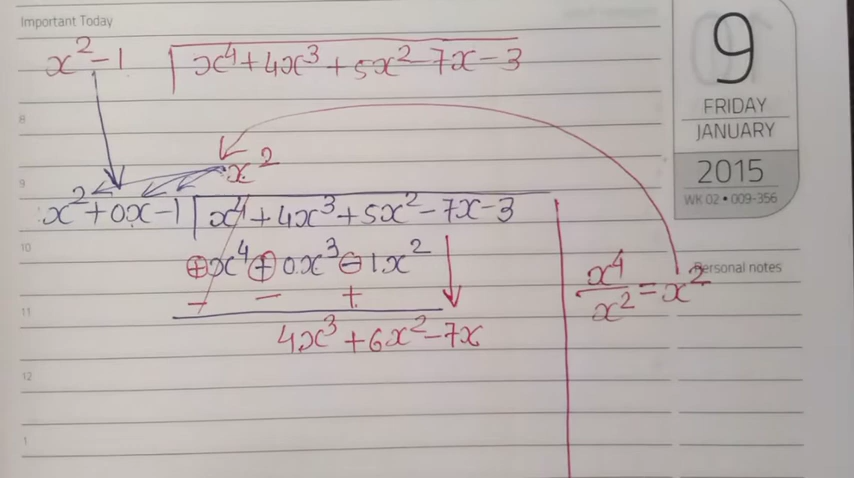 Important Today
x² - 1 | x⁴ + 4x³ + 5x² - 7x - 3
9
FRIDAY
JANUARY
2015
WK 02 • 009-356
8
x²
9
x² + 0x - 1 | x⁴ + 4x³ + 5x² - 7x - 3
10
⊕x⁴ ⊕ 0x³ ⊖ 1x²
- - +
11
4x³ + 6x² - 7x
Personal notes
x⁴/x² = x²
12
1